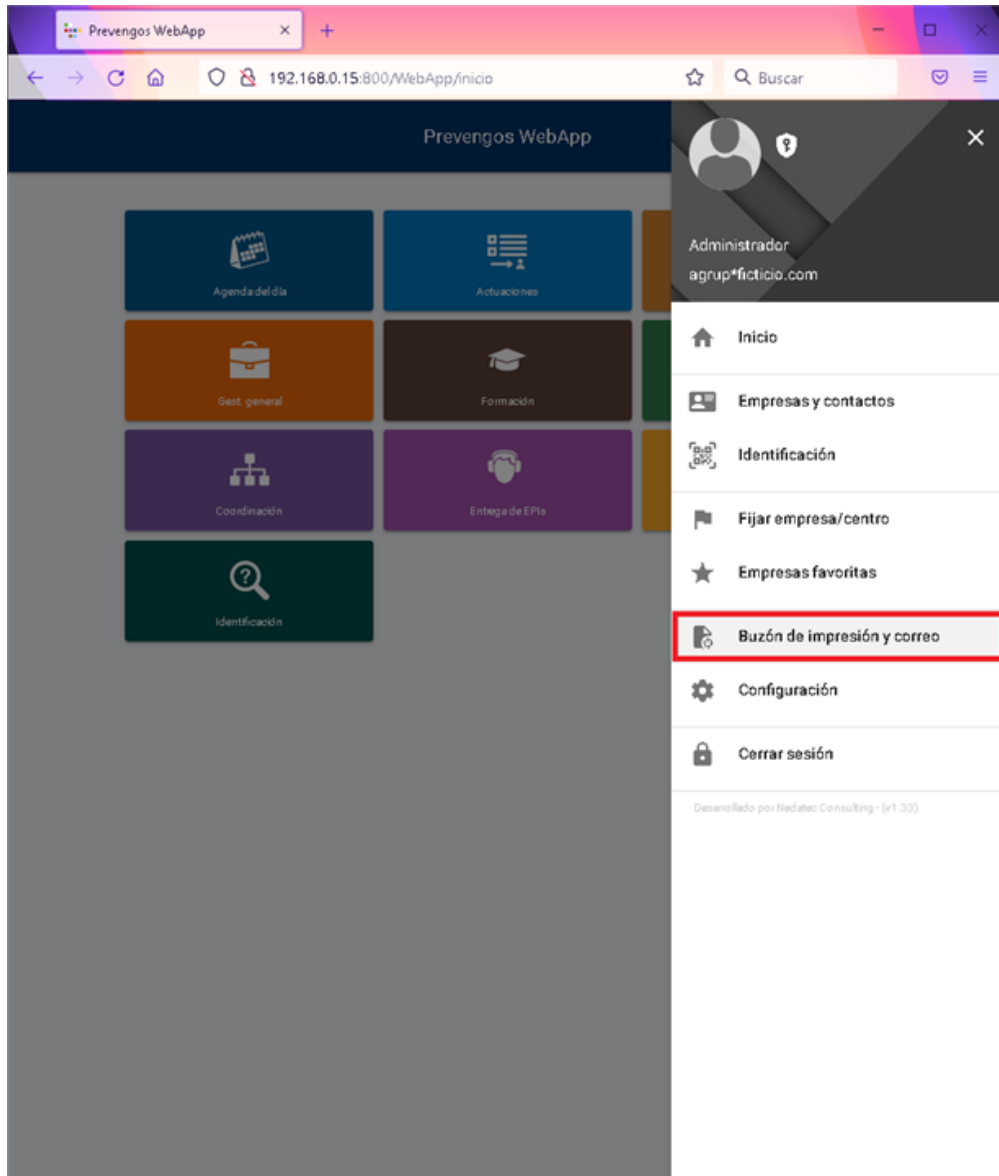 Prevengos WebApp
192.168.0.15:800/WebApp/inicio
Buscar
Prevengos WebApp
Agenda del día
Actuaciones
Gest. general
Formación
Coordinación
Entega de EPIs
Identificación
Administrador
agrup*ficticio.com
Inicio
Empresas y contactos
Identificación
Fijar empresa/centro
Empresas favoritas
Buzón de impresión y correo
Configuración
Cerrar sesión
Desarrollado por Nedatec Consulting - (v1.33)